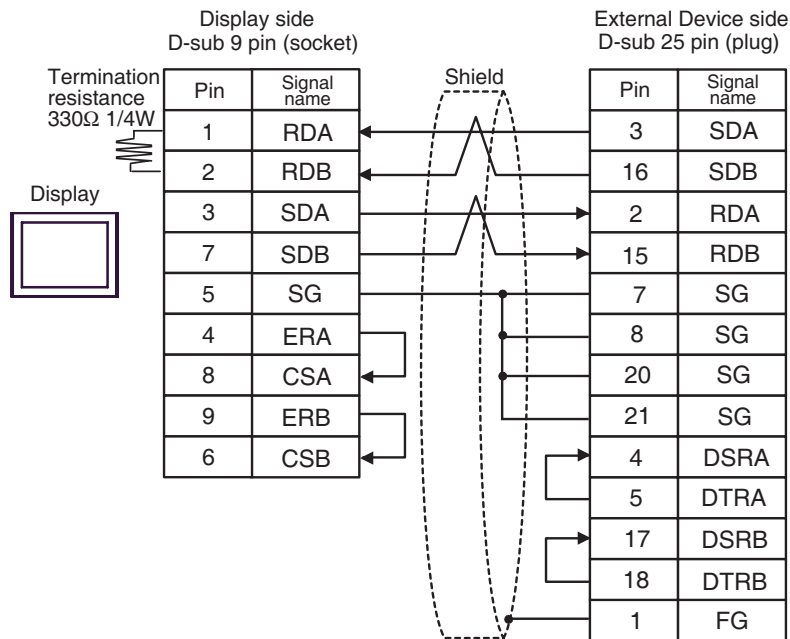 Display side
D-sub 9 pin (socket)
External Device side
D-sub 25 pin (plug)
Termination
resistance
330Ω 1/4W
Display
Shield
Pin Signal name
1 RDA
2 RDB
3 SDA
7 SDB
5 SG
4 ERA
8 CSA
9 ERB
6 CSB
Pin Signal name
3 SDA
16 SDB
2 RDA
15 RDB
7 SG
8 SG
20 SG
21 SG
4 DSRA
5 DTRA
17 DSRB
18 DTRB
1 FG